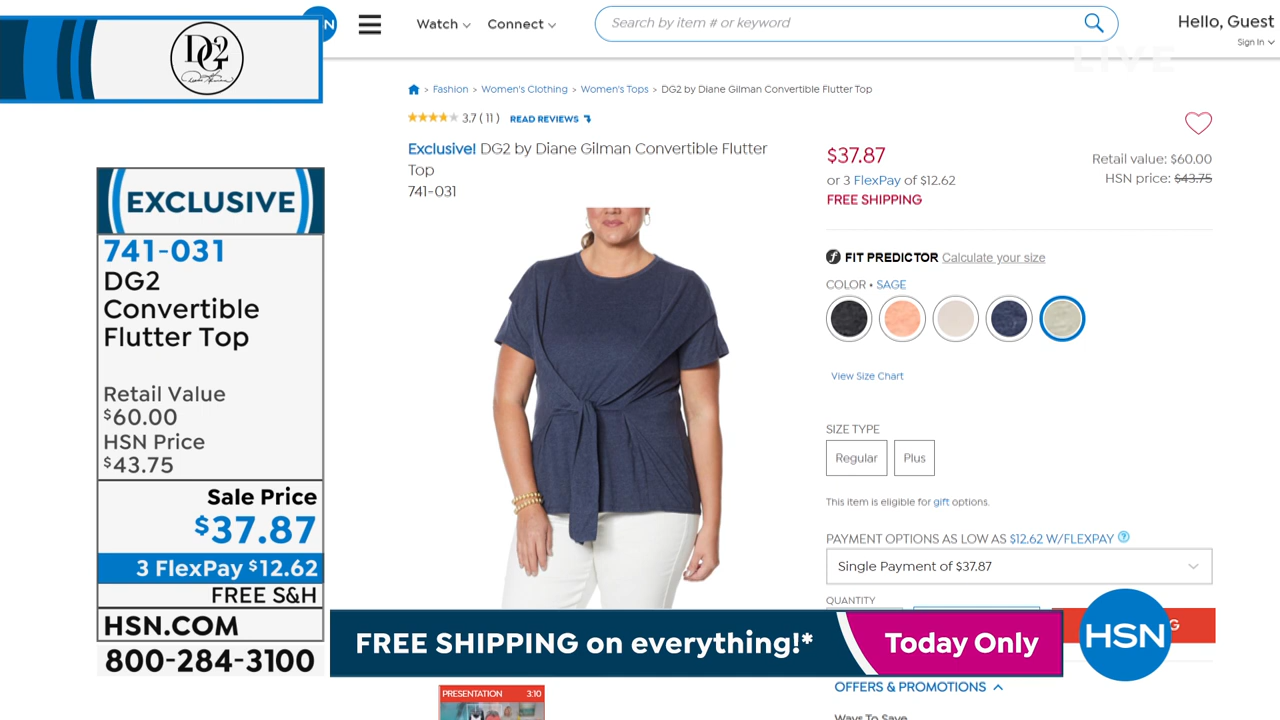 DG2
EXCLUSIVE
741-031
DG2
Convertible
Flutter Top
Retail Value
$60.00
HSN Price
$43.75
Sale Price
$37.87
3 FlexPay $12.62
FREE S&H
HSN.COM
800-284-3100
Watch
Connect
Search by item # or keyword
Hello, Guest
Sign In
LIVE
> Fashion > Women's Clothing > Women's Tops > DG2 by Diane Gilman Convertible Flutter Top
3.7 ( 11 ) READ REVIEWS
Exclusive! DG2 by Diane Gilman Convertible Flutter
Top
741-031
$37.87
or 3 FlexPay of $12.62
FREE SHIPPING
Retail value: $60.00
HSN price: $43.75
FIT PREDICTOR Calculate your size
COLOR • SAGE
View Size Chart
SIZE TYPE
Regular Plus
This item is eligible for gift options.
PAYMENT OPTIONS AS LOW AS $12.62 W/FLEXPAY ?
Single Payment of $37.87
QUANTITY
FREE SHIPPING on everything!* Today Only
HSN
OFFERS & PROMOTIONS
Ways To Save
PRESENTATION 3:10